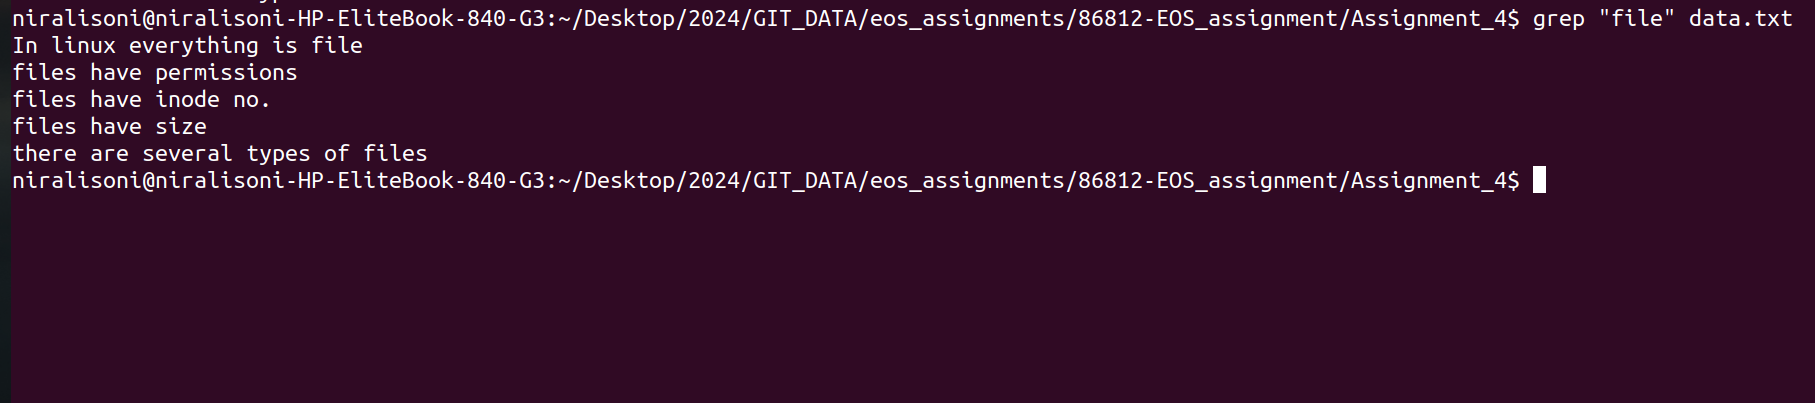 niralisoni@niralisoni-HP-EliteBook-840-G3:~/Desktop/2024/GIT_DATA/eos_assignments/86812-EOS_assignment/Assignment_4$ grep "file" data.txt
In linux everything is file
files have permissions
files have inode no.
files have size
there are several types of files
niralisoni@niralisoni-HP-EliteBook-840-G3:~/Desktop/2024/GIT_DATA/eos_assignments/86812-EOS_assignment/Assignment_4$